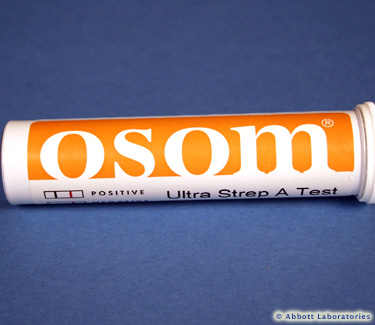 osom®
POSITIVE
Ultra Strep A Test
© Abbott Laboratories